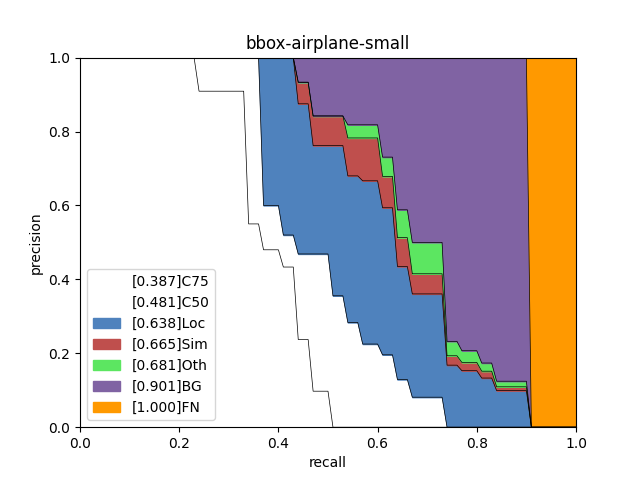 bbox-airplane-small
1.0
0.8
0.6
0.4
0.2
0.0
precision
[0.387]C75
[0.481]C50
[0.638]Loc
[0.665]Sim
[0.681]Oth
[0.901]BG
[1.000]FN
0.0 0.2 0.4 0.6 0.8 1.0
recall